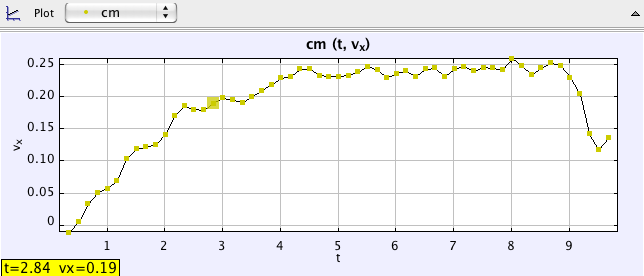 Plot cm
cm (t, vₓ)
0.25
0.20
0.15
0.10
0.05
0
vₓ
1 2 3 4 5 6 7 8 9
t
t=2.84 vx=0.19